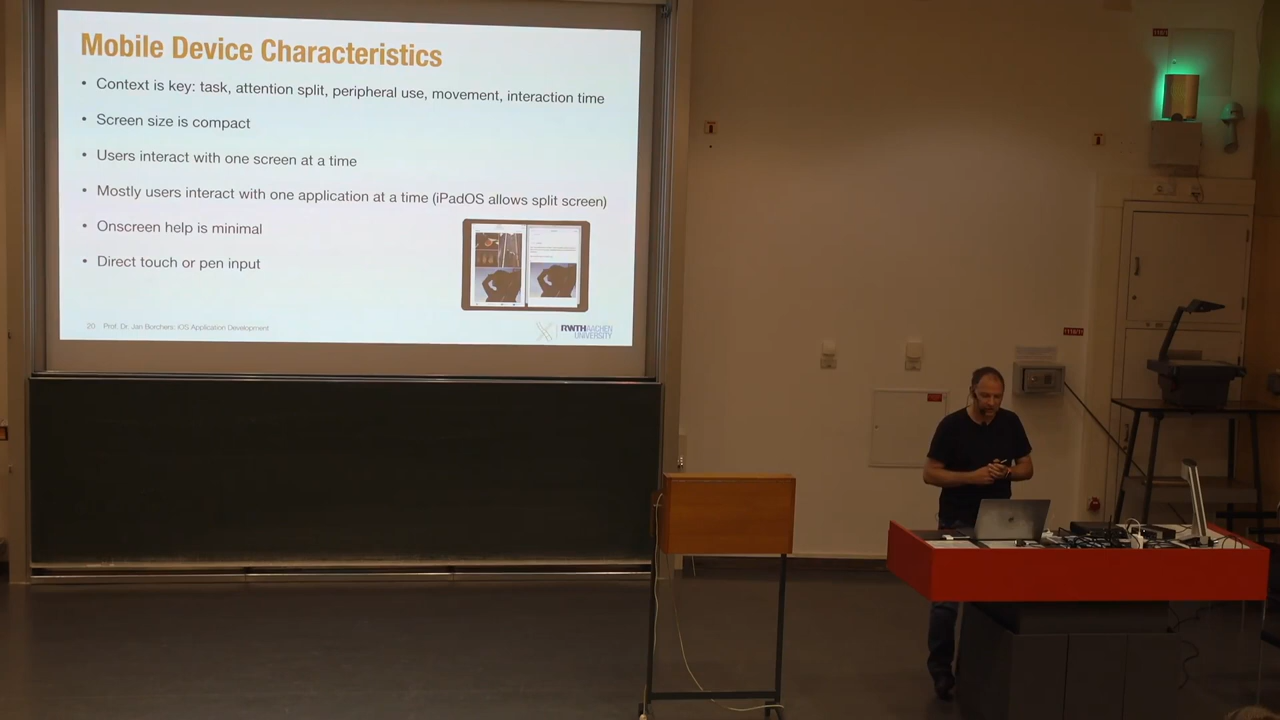 Mobile Device Characteristics
• Context is key: task, attention split, peripheral use, movement, interaction time
• Screen size is compact
• Users interact with one screen at a time
• Mostly users interact with one application at a time (iPadOS allows split screen)
• Onscreen help is minimal
• Direct touch or pen input
20 Prof. Dr. Jan Borchers: iOS Application Development
RWTHAACHEN
UNIVERSITY